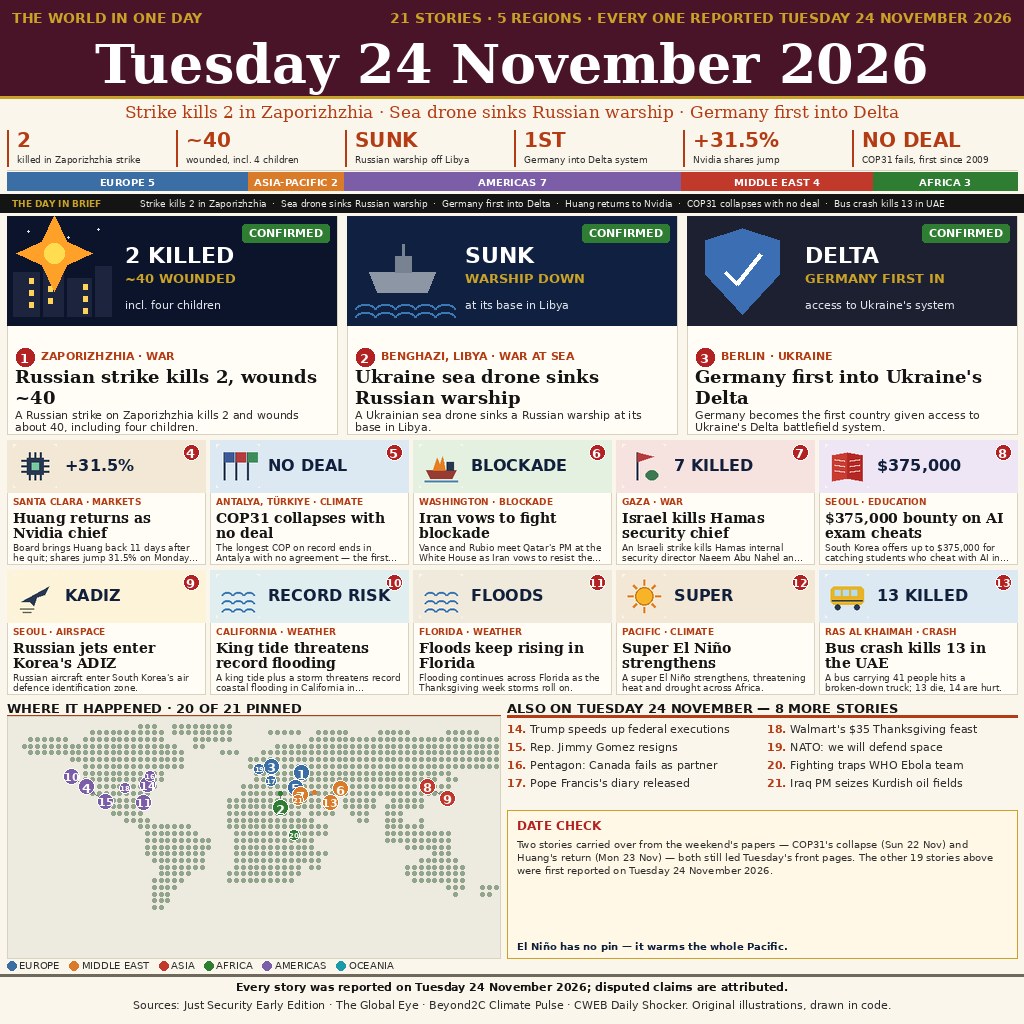 THE WORLD IN ONE DAY
21 STORIES · 5 REGIONS · EVERY ONE REPORTED TUESDAY 24 NOVEMBER 2026
Tuesday 24 November 2026
Strike kills 2 in Zaporizhzhia · Sea drone sinks Russian warship · Germany first into Delta
2
killed in Zaporizhzhia strike
~40
wounded, incl. 4 children
SUNK
Russian warship off Libya
1ST
Germany into Delta system
+31.5%
Nvidia shares jump
NO DEAL
COP31 fails, first since 2009
EUROPE 5
ASIA-PACIFIC 2
AMERICAS 7
MIDDLE EAST 4
AFRICA 3
THE DAY IN BRIEF
Strike kills 2 in Zaporizhzhia · Sea drone sinks Russian warship · Germany first into Delta · Huang returns to Nvidia · COP31 collapses with no deal · Bus crash kills 13 in UAE
CONFIRMED
2 KILLED
~40 WOUNDED
incl. four children
1 ZAPORIZHZHIA · WAR
Russian strike kills 2, wounds
~40
A Russian strike on Zaporizhzhia kills 2 and wounds
about 40, including four children.
CONFIRMED
SUNK
WARSHIP DOWN
at its base in Libya
2 BENGHAZI, LIBYA · WAR AT SEA
Ukraine sea drone sinks
Russian warship
A Ukrainian sea drone sinks a Russian warship at its
base in Libya.
CONFIRMED
DELTA
GERMANY FIRST IN
access to Ukraine's system
3 BERLIN · UKRAINE
Germany first into Ukraine's
Delta
Germany becomes the first country given access to
Ukraine's Delta battlefield system.
+31.5%
4
SANTA CLARA · MARKETS
Huang returns as
Nvidia chief
Board brings Huang back 11 days after
he quit; shares jump 31.5% on Monday...
NO DEAL
5
ANTALYA, TÜRKIYE · CLIMATE
COP31 collapses with
no deal
The longest COP on record ends in
Antalya with no agreement — the first...
BLOCKADE
6
WASHINGTON · BLOCKADE
Iran vows to fight
blockade
Vance and Rubio meet Qatar's PM at the
White House as Iran vows to resist the...
7 KILLED
7
GAZA · WAR
Israel kills Hamas
security chief
An Israeli strike kills Hamas internal
security director Naeem Abu Nahel an...
$375,000
8
SEOUL · EDUCATION
$375,000 bounty on AI
exam cheats
South Korea offers up to $375,000 for
catching students who cheat with AI in...
KADIZ
9
SEOUL · AIRSPACE
Russian jets enter
Korea's ADIZ
Russian aircraft enter South Korea's air
defence identification zone.
RECORD RISK
10
CALIFORNIA · WEATHER
King tide threatens
record flooding
A king tide plus a storm threatens record
coastal flooding in California in...
FLOODS
11
FLORIDA · WEATHER
Floods keep rising in
Florida
Flooding continues across Florida as the
Thanksgiving week storms roll on.
SUPER
12
PACIFIC · CLIMATE
Super El Niño
strengthens
A super El Niño strengthens, threatening
heat and drought across Africa.
13 KILLED
13
RAS AL KHAIMAH · CRASH
Bus crash kills 13 in
the UAE
A bus carrying 41 people hits a
broken-down truck; 13 die, 14 are hurt.
WHERE IT HAPPENED · 20 OF 21 PINNED
10
4
15
14
11
3
1
2
6
13
8
9
EUROPE
MIDDLE EAST
ASIA
AFRICA
AMERICAS
OCEANIA
ALSO ON TUESDAY 24 NOVEMBER — 8 MORE STORIES
14. Trump speeds up federal executions
15. Rep. Jimmy Gomez resigns
16. Pentagon: Canada fails as partner
17. Pope Francis's diary released
18. Walmart's $35 Thanksgiving feast
19. NATO: we will defend space
20. Fighting traps WHO Ebola team
21. Iraq PM seizes Kurdish oil fields
DATE CHECK
Two stories carried over from the weekend's papers — COP31's collapse (Sun 22 Nov) and
Huang's return (Mon 23 Nov) — both still led Tuesday's front pages. The other 19 stories above
were first reported on Tuesday 24 November 2026.
El Niño has no pin — it warms the whole Pacific.
Every story was reported on Tuesday 24 November 2026; disputed claims are attributed.
Sources: Just Security Early Edition · The Global Eye · Beyond2C Climate Pulse · CWEB Daily Shocker. Original illustrations, drawn in code.